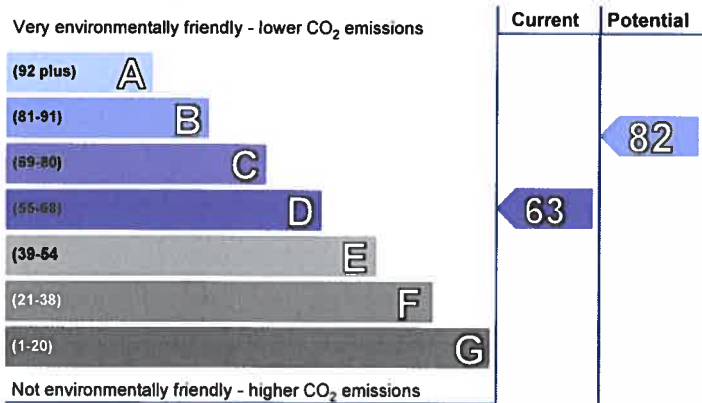 Current Potential
Very environmentally friendly - lower CO₂ emissions
(92 plus) A
(81-91) B
82
(69-80) C
(55-68) D
63
(39-54 E
(21-38) F
(1-20) G
Not environmentally friendly - higher CO₂ emissions